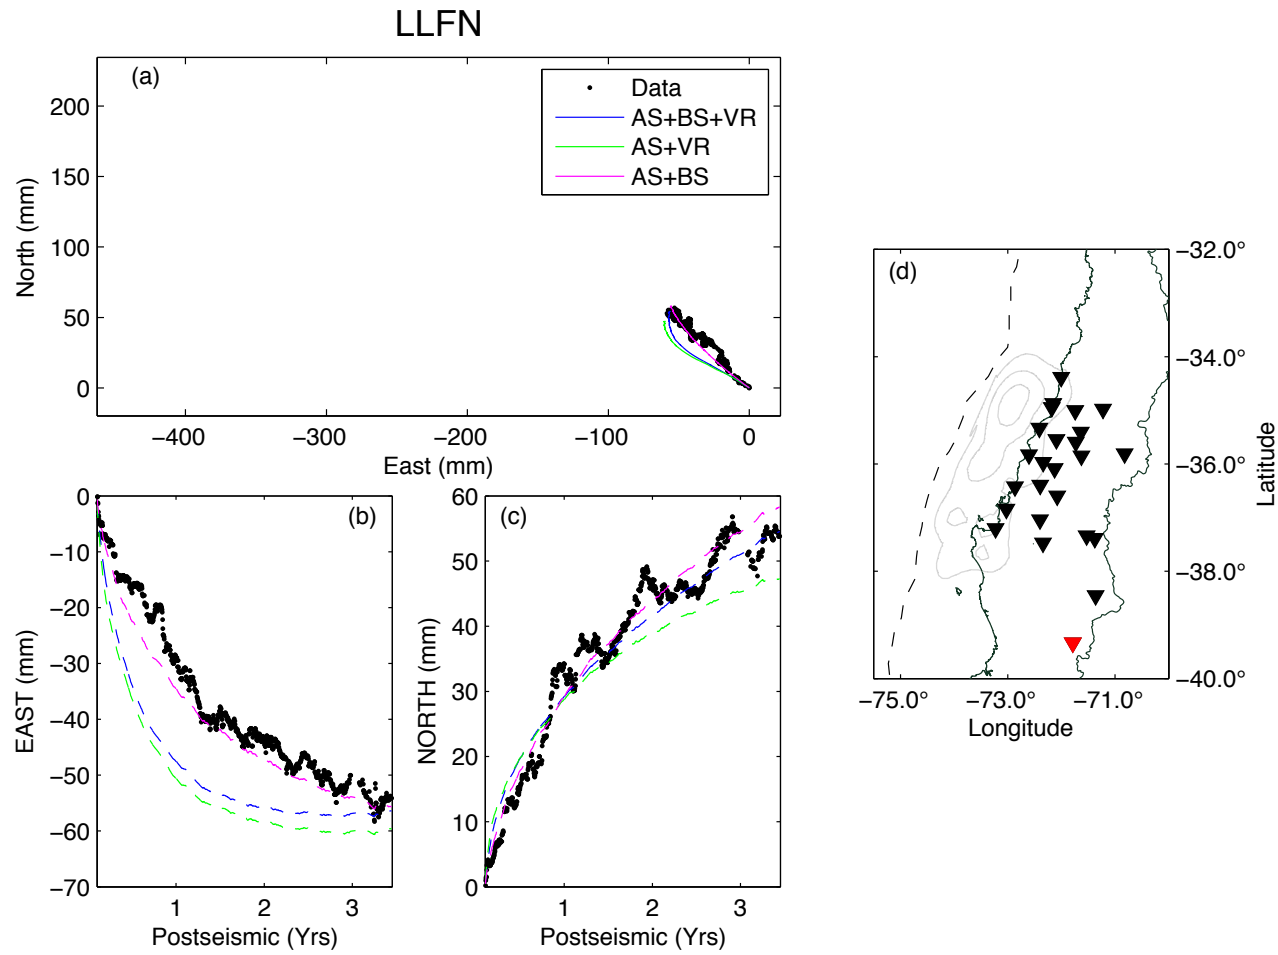 LLFN
(a)
Data
AS+BS+VR
AS+VR
AS+BS
200
150
100
50
0
North (mm)
−400
−300
−200
−100
0
East (mm)
(b)
0
−10
−20
−30
−40
−50
−60
−70
EAST (mm)
1
2
3
Postseismic (Yrs)
(c)
60
50
40
30
20
10
0
NORTH (mm)
1
2
3
Postseismic (Yrs)
(d)
−32.0°
−34.0°
−36.0°
−38.0°
−40.0°
Latitude
−75.0°
−73.0°
−71.0°
Longitude